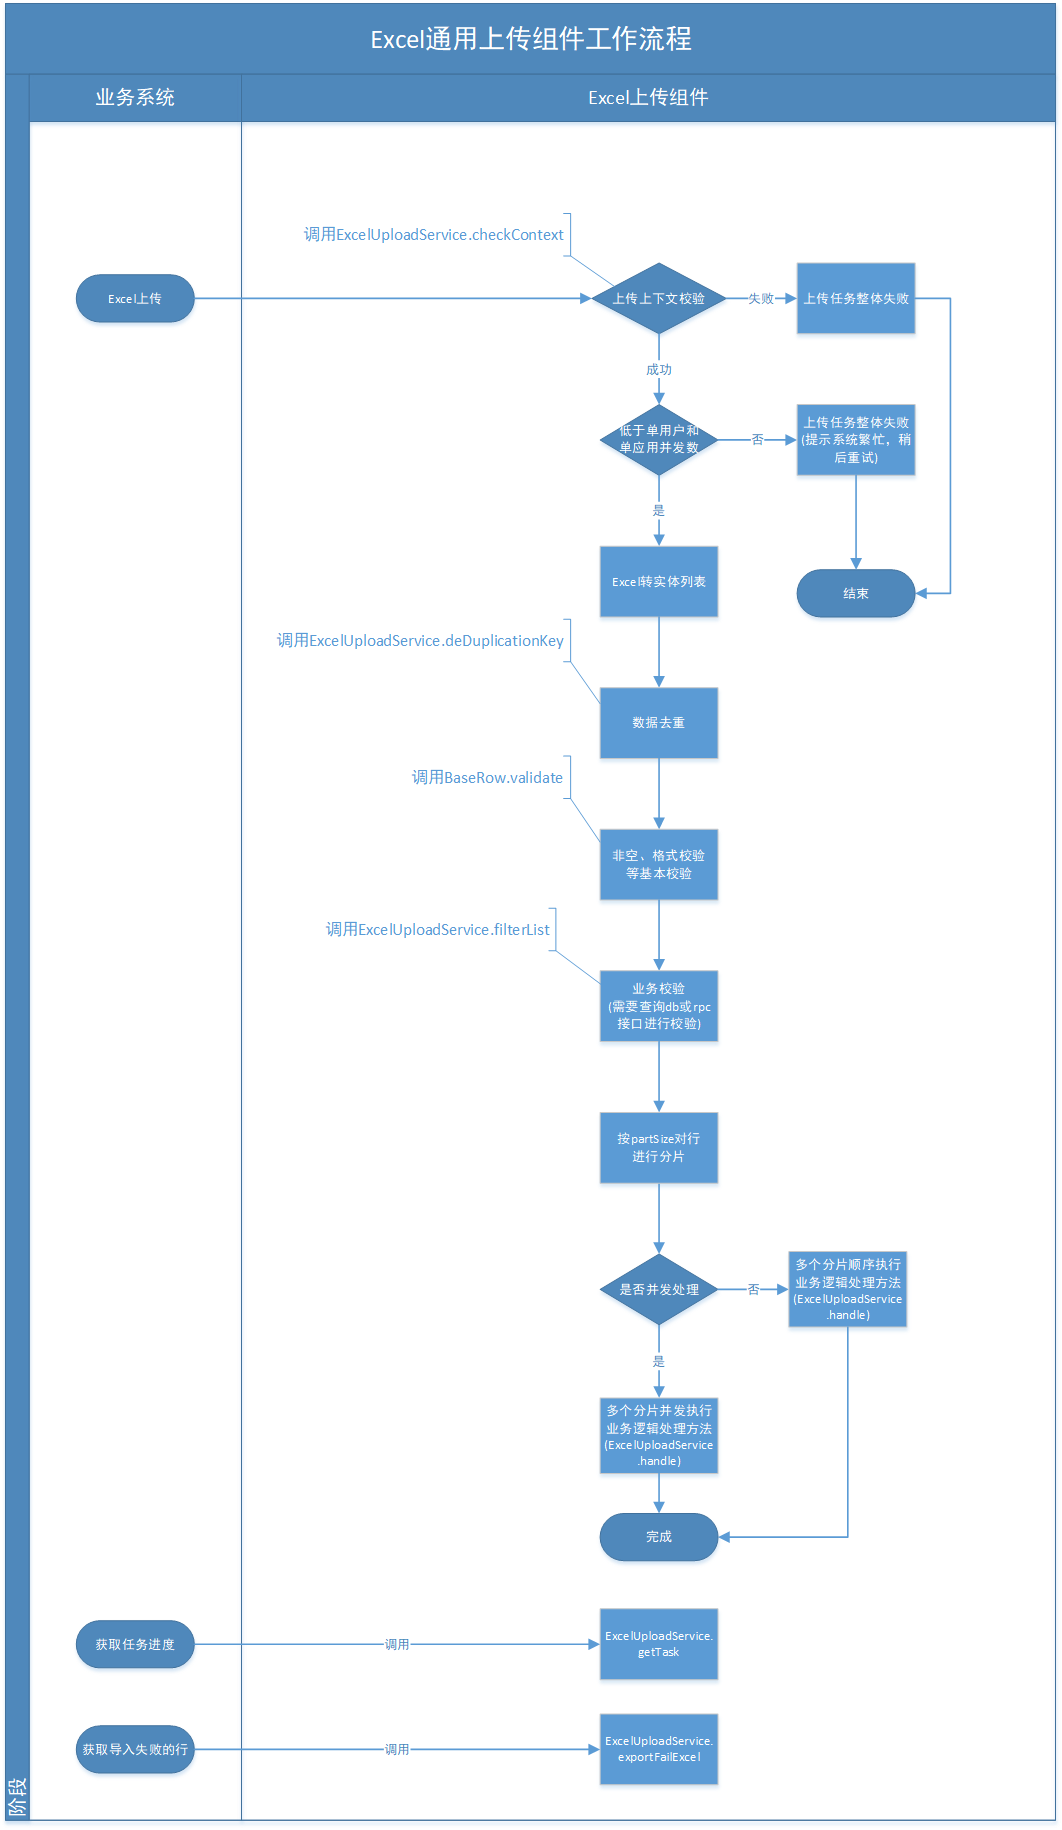 Excel通用上传组件工作流程
业务系统
Excel上传组件
调用ExcelUploadService.checkContext
Excel上传
上传上下文校验
失败
上传任务整体失败
成功
低于单用户和
单应用并发数
否
上传任务整体失败
(提示系统繁忙，稍
后重试)
是
Excel转实体列表
结束
调用ExcelUploadService.deDuplicationKey
数据去重
调用BaseRow.validate
非空、格式校验
等基本校验
调用ExcelUploadService.filterList
业务校验
(需要查询db或rpc
接口进行校验)
按partSize对行
进行分片
是否并发处理
否
多个分片顺序执行
业务逻辑处理方法
(ExcelUploadService
.handle)
是
多个分片并发执行
业务逻辑处理方法
(ExcelUploadService
.handle)
完成
获取任务进度
调用
ExcelUploadService.
getTask
获取导入失败的行
调用
ExcelUploadService.
exportFailExcel
阶段